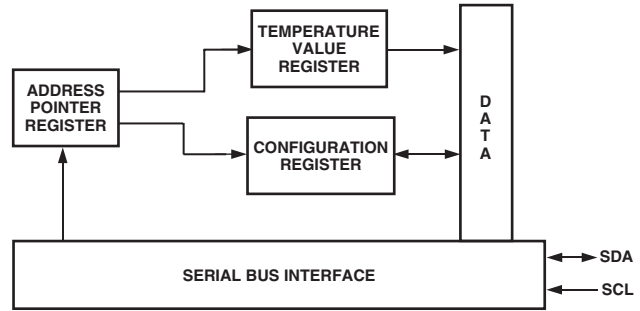 TEMPERATURE
VALUE
REGISTER
ADDRESS
POINTER
REGISTER
CONFIGURATION
REGISTER
D
A
T
A
SERIAL BUS INTERFACE
SDA
SCL